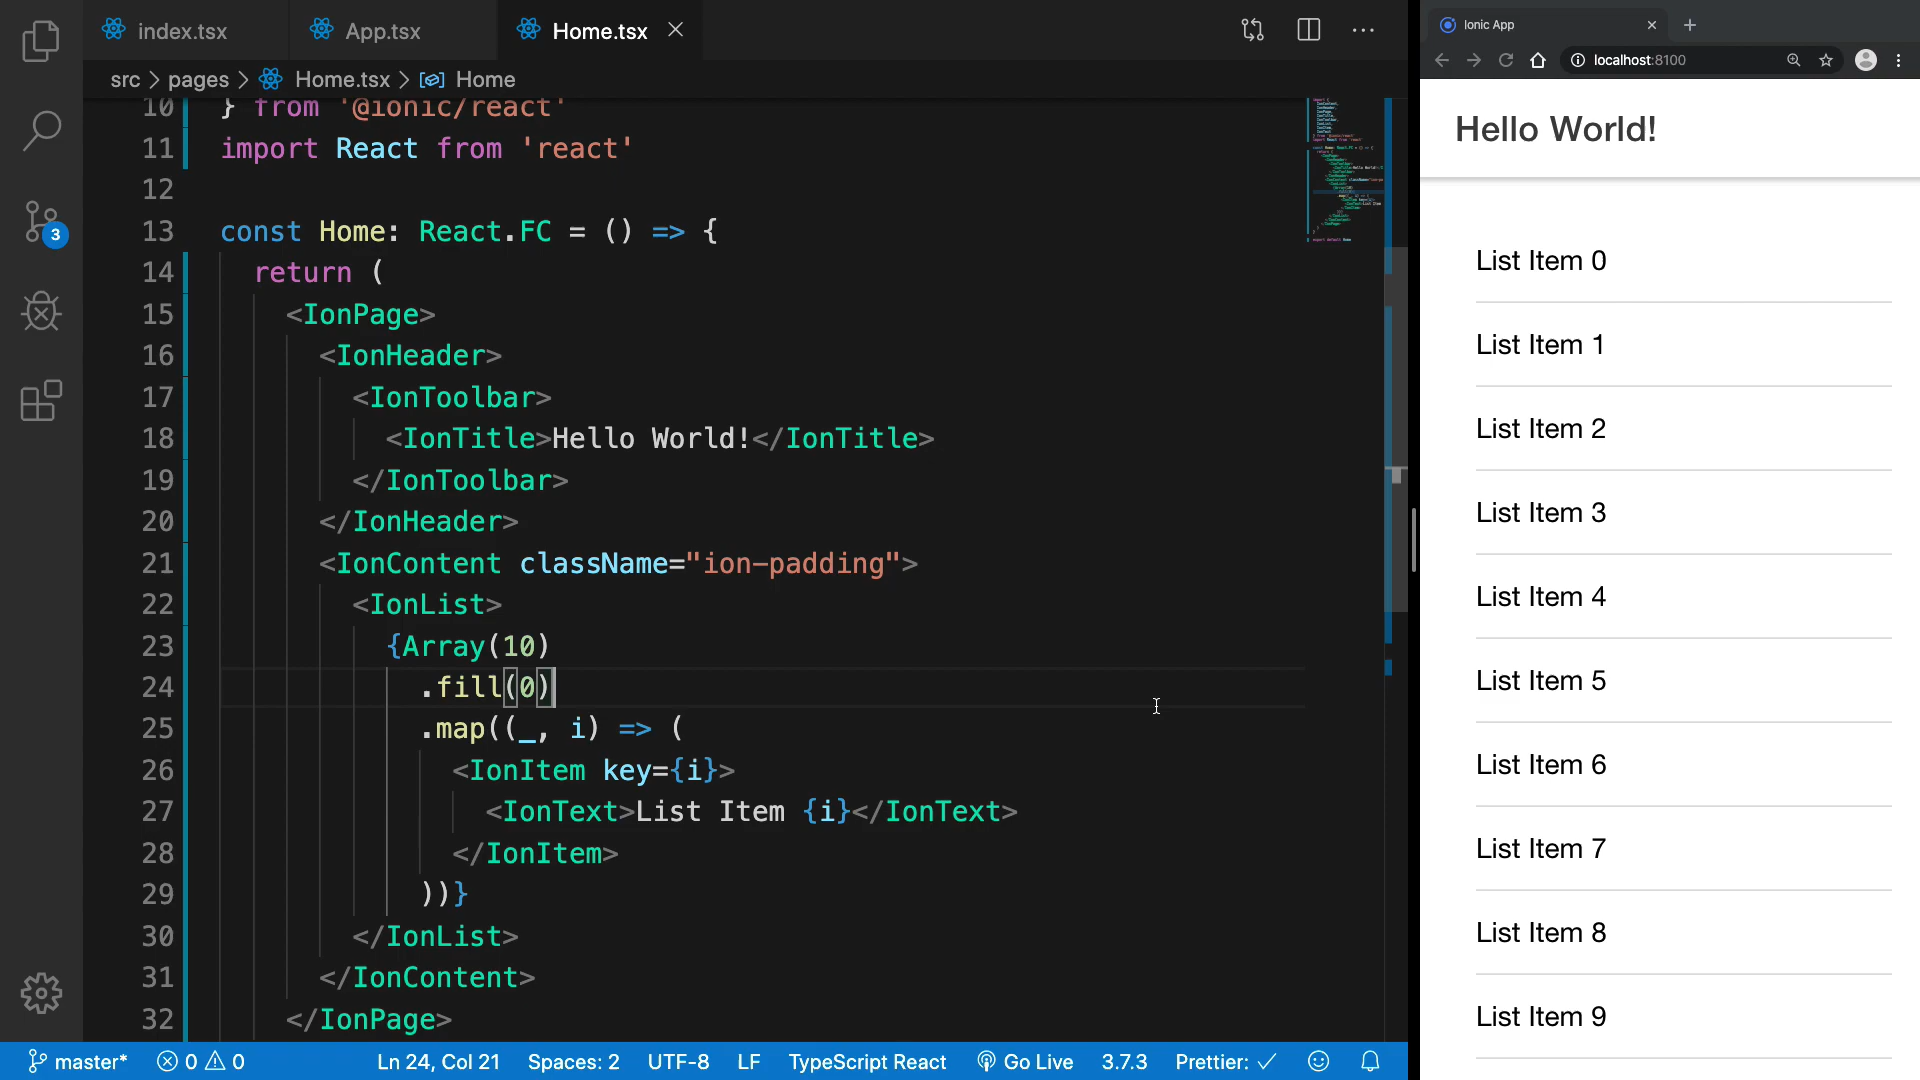 index.tsx
App.tsx
Home.tsx
src > pages > Home.tsx > Home
10 } from '@ionic/react'
11 import React from 'react'
12
13 const Home: React.FC = () => {
14 return (
15 <IonPage>
16 <IonHeader>
17 <IonToolbar>
18 <IonTitle>Hello World!</IonTitle>
19 </IonToolbar>
20 </IonHeader>
21 <IonContent className="ion-padding">
22 <IonList>
23 {Array(10)
24 .fill(0)
25 .map((_, i) => (
26 <IonItem key={i}>
27 <IonText>List Item {i}</IonText>
28 </IonItem>
29 ))}
30 </IonList>
31 </IonContent>
32 </IonPage>
3
master* 0 0 Ln 24, Col 21 Spaces: 2 UTF-8 LF TypeScript React Go Live 3.7.3 Prettier: ✓
Ionic App
localhost:8100
Hello World!
List Item 0
List Item 1
List Item 2
List Item 3
List Item 4
List Item 5
List Item 6
List Item 7
List Item 8
List Item 9